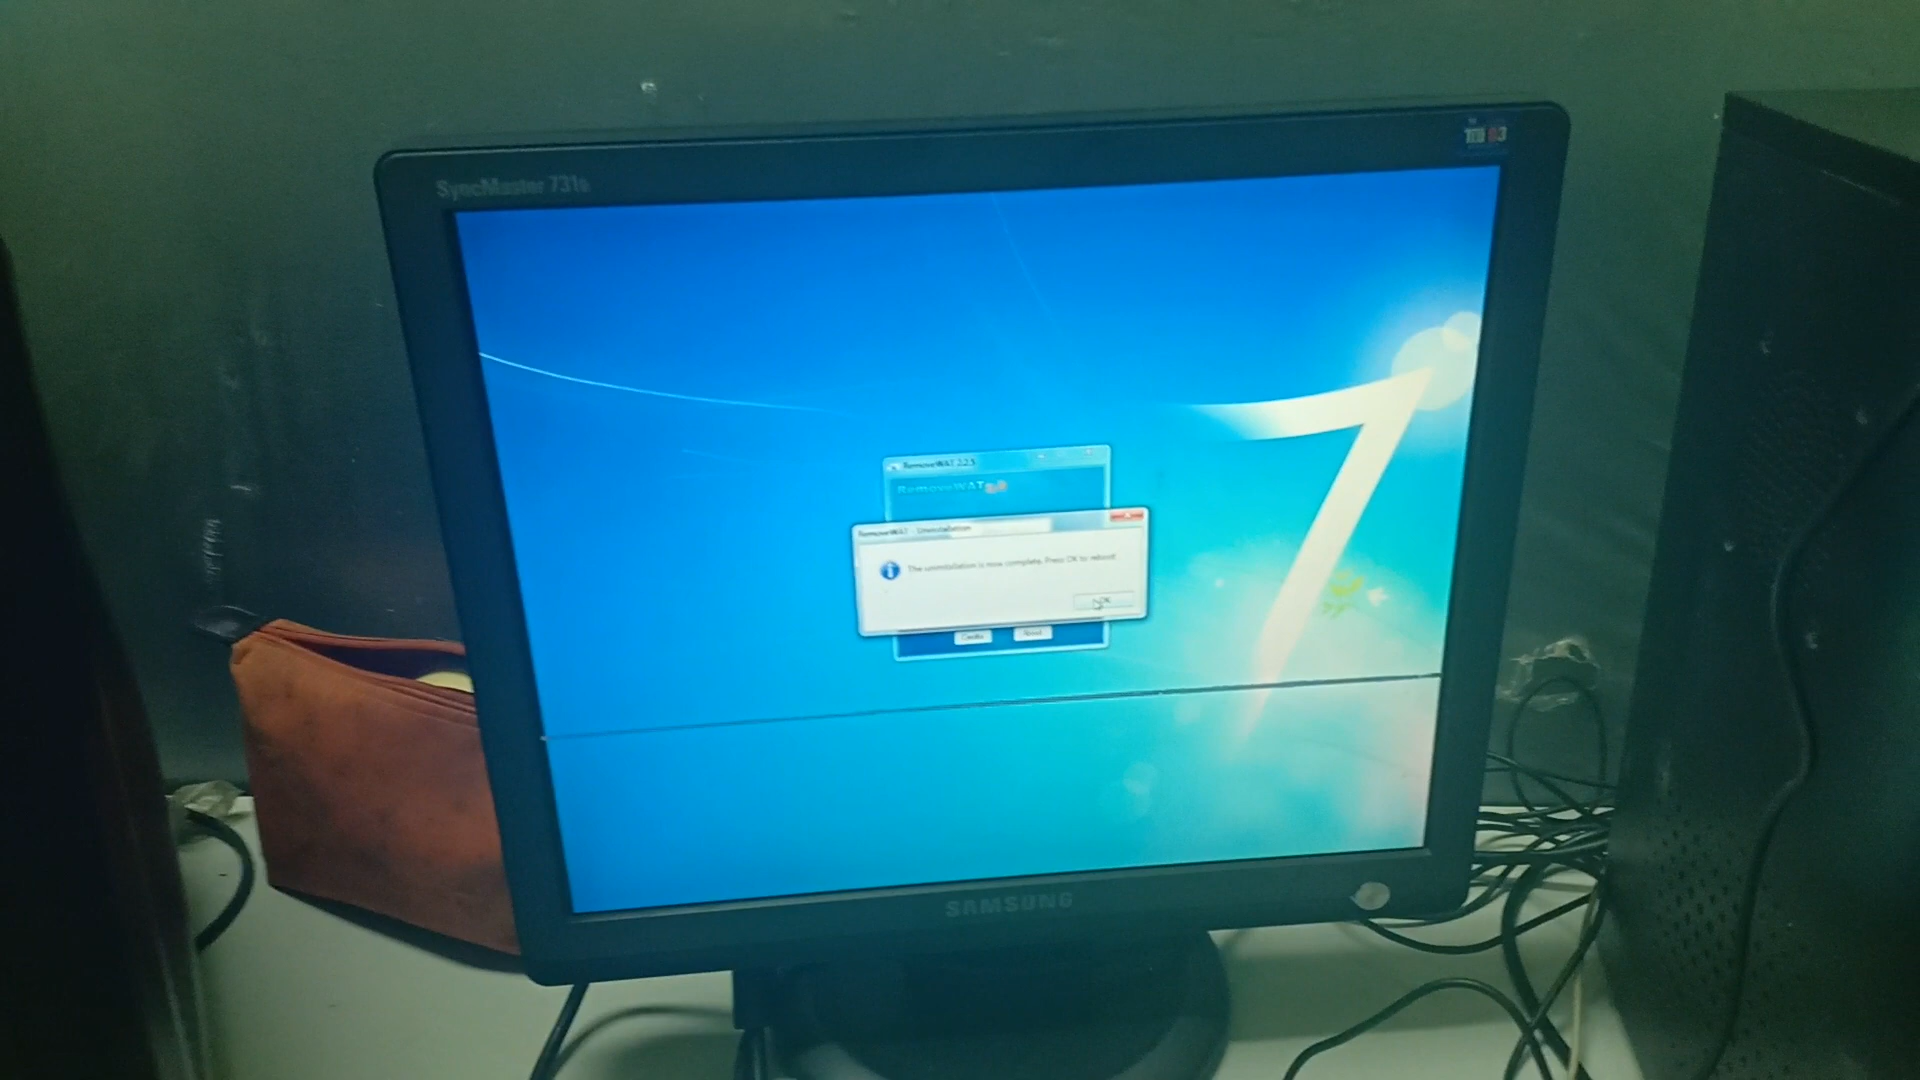 SyncMaster 731s
RemoveWAT 2.2.5
RemoveWAT
RemoveWAT - Uninstallation
The uninstallation is now complete. Press OK to reboot!
OK
Credits
About
SAMSUNG